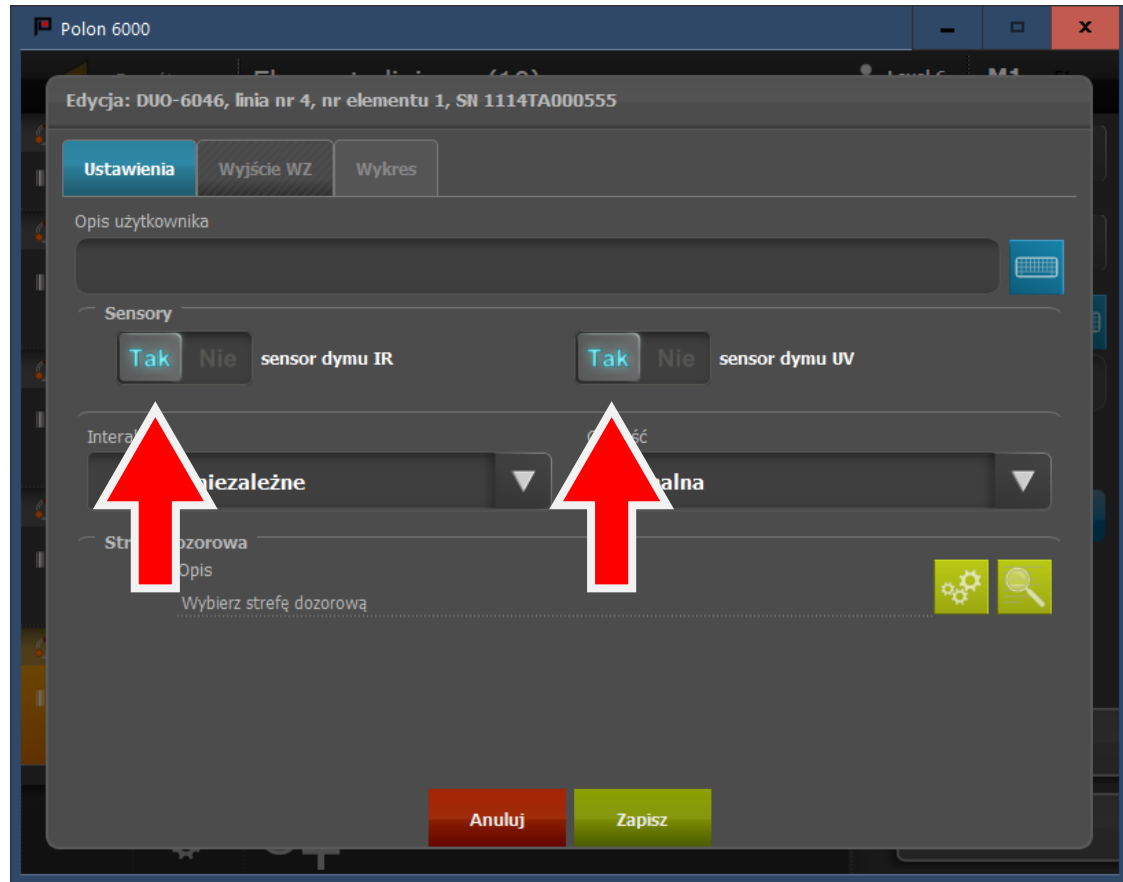 Polon 6000
Edycja: DUO-6046, linia nr 4, nr elementu 1, SN 1114TA000555
Ustawienia Wyjście WZ Wykres
Opis użytkownika
Sensory
Tak Nie sensor dymu IR Tak Nie sensor dymu UV
niezależne
Opis
Wybierz strefę dozorową
Anuluj Zapisz